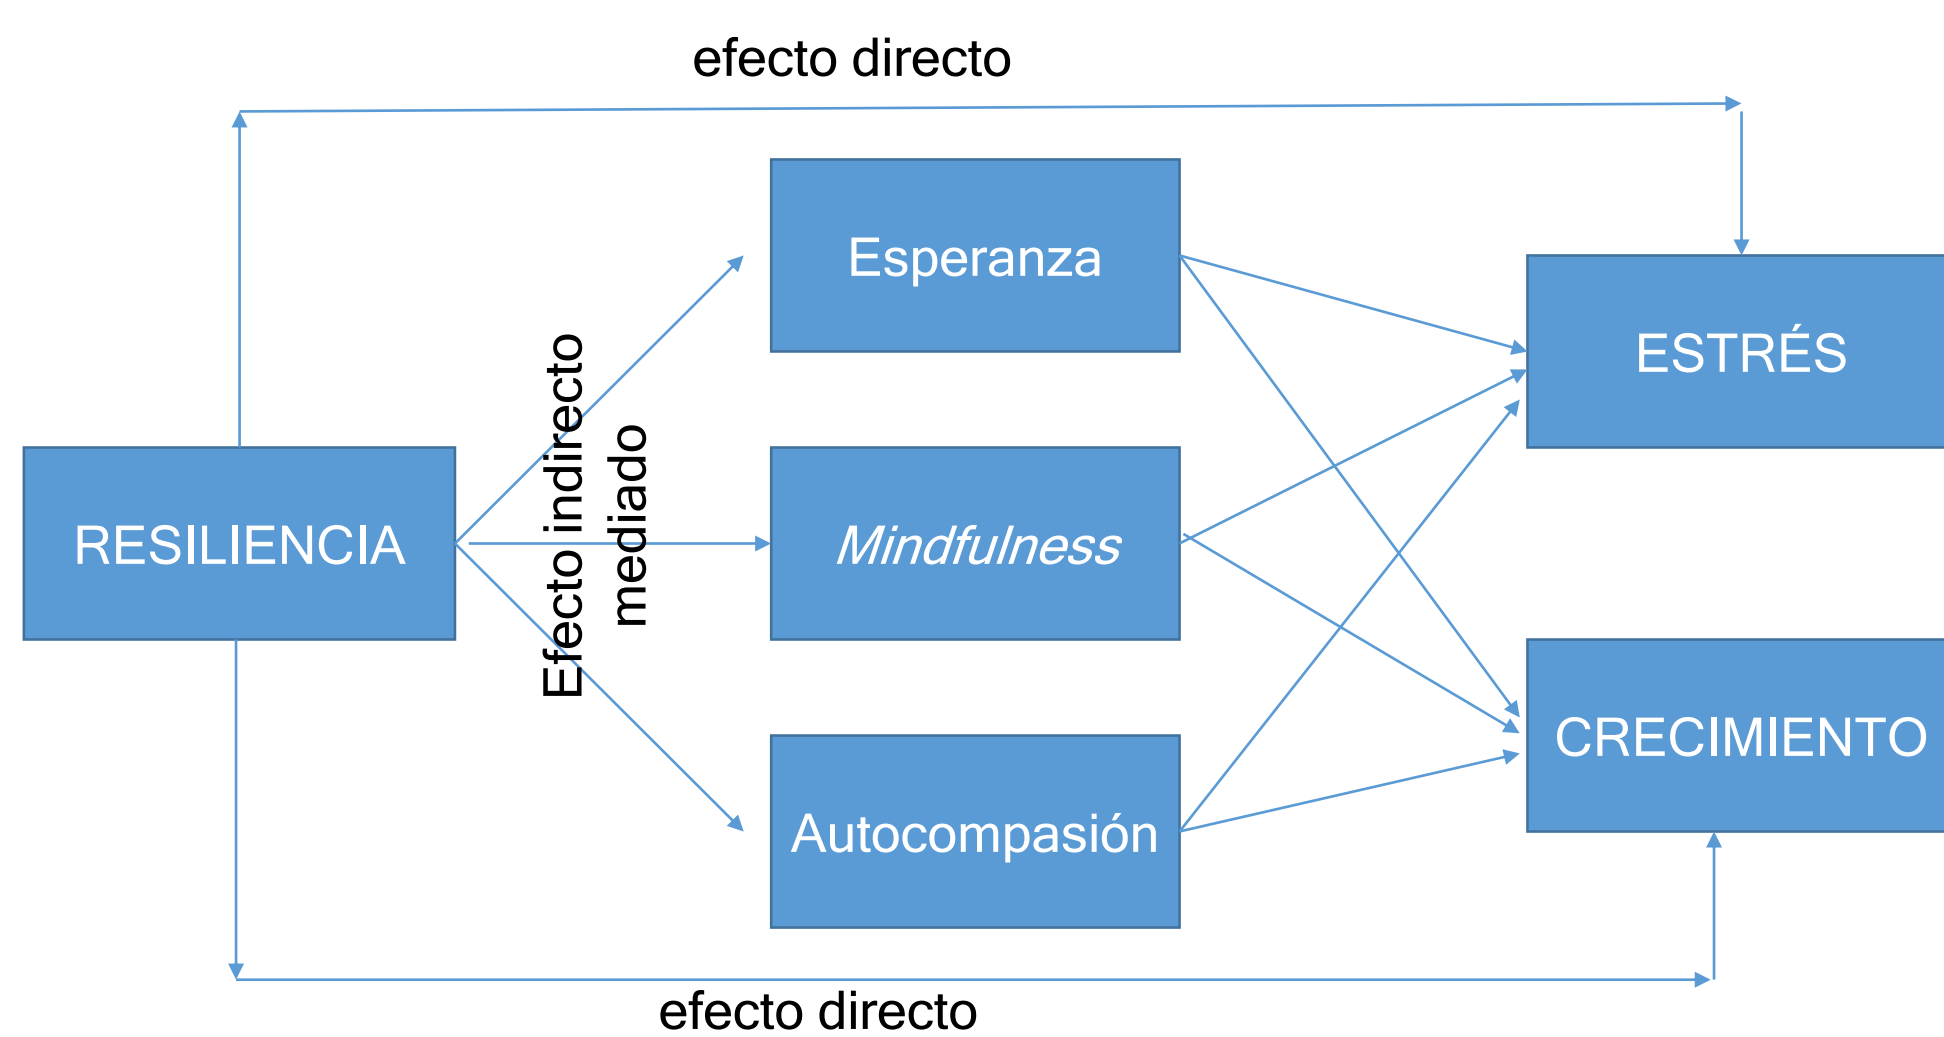 efecto directo
Esperanza
ESTRÉS
Efecto indirecto
mediado
RESILIENCIA
Mindfulness
CRECIMIENTO
Autocompasión
efecto directo